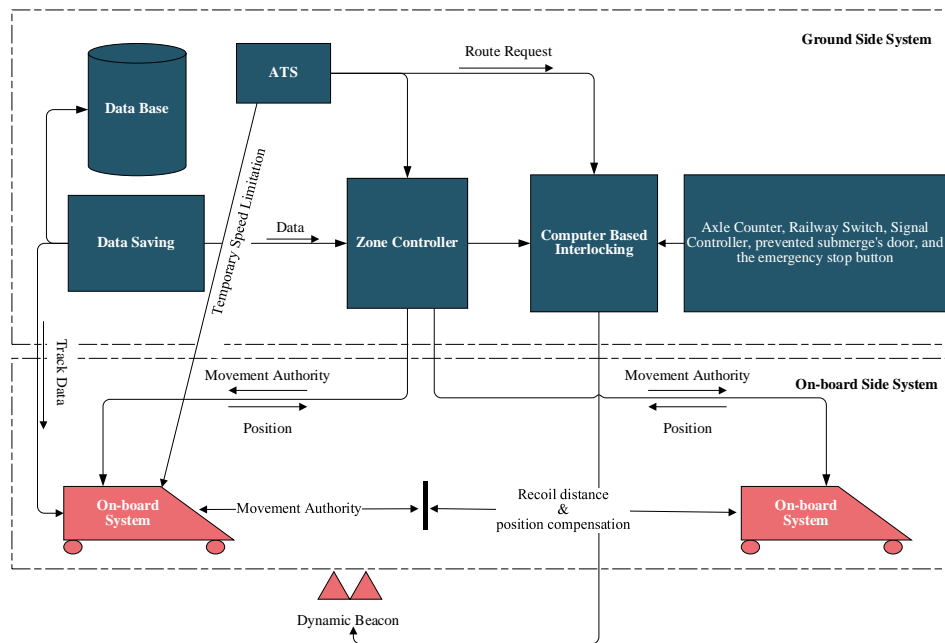 Ground Side System
Route Request
ATS
Data Base
Temporary Speed Limitation
Data Saving
Data
Zone Controller
Computer Based
Interlocking
Axle Counter, Railway Switch, Signal
Controller, prevented submerge's door, and
the emergency stop button
Track Data
Movement Authority
Position
Movement Authority
Position
On-board Side System
On-board
System
Movement Authority
Recoil distance
&
position compensation
On-board
System
Dynamic Beacon